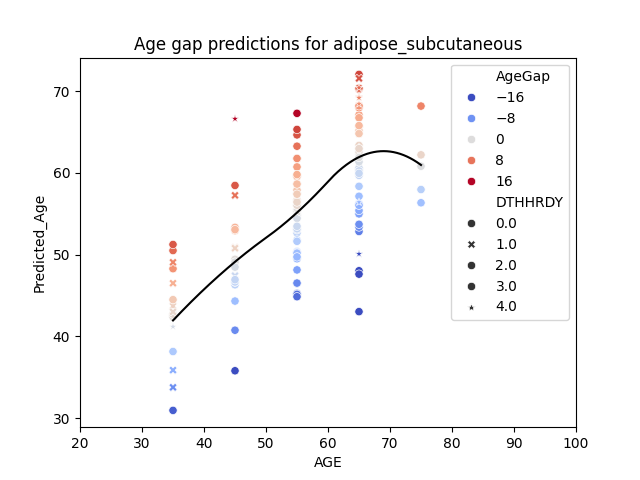 Age gap predictions for adipose_subcutaneous
Predicted_Age
70
60
50
40
30
20 30 40 50 60 70 80 90 100
AGE
AgeGap
−16
−8
0
8
16
DTHHRDY
0.0
1.0
2.0
3.0
4.0